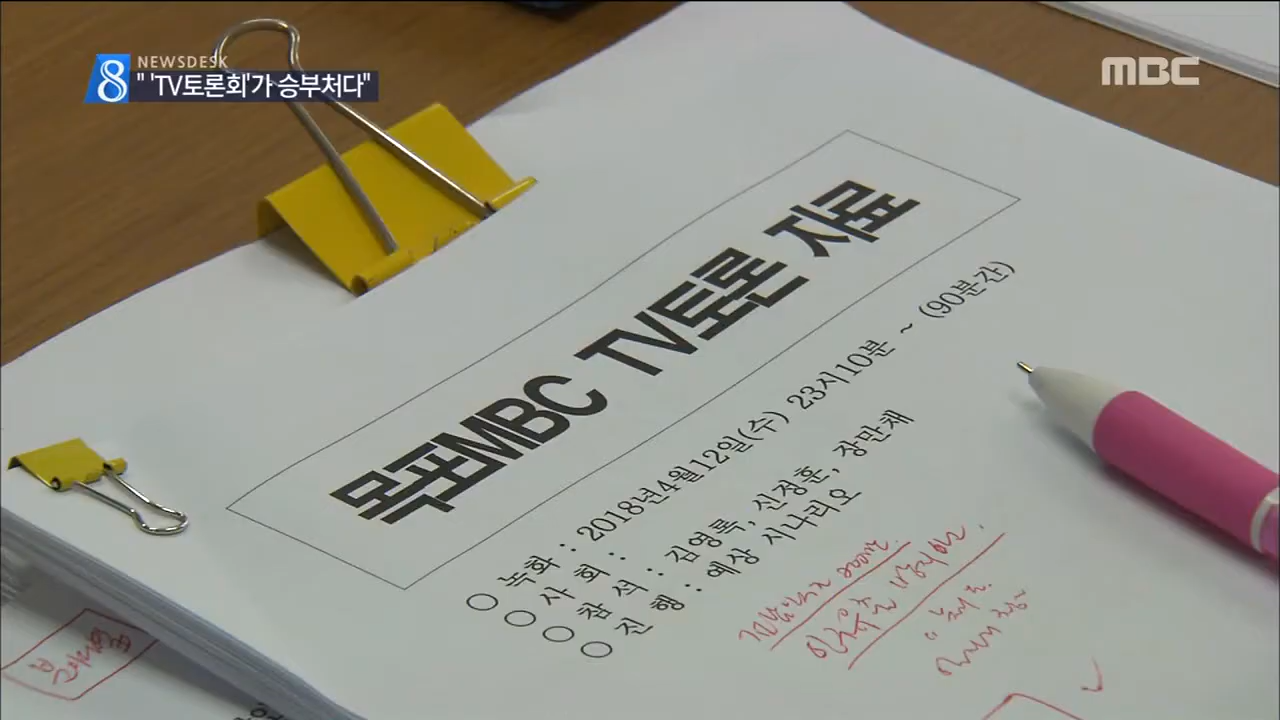 NEWSDESK
8
" 'TV토론회'가 승부처다"
MBC
목포MBC TV토론 자료
○ 녹화 : 2018년4월12일(수) 23시10분 ~ (90분간)
○ 사 회 :
○ 참 석 : 김영록, 신정훈, 장만채
○ 진 행 : 예상 시나리오